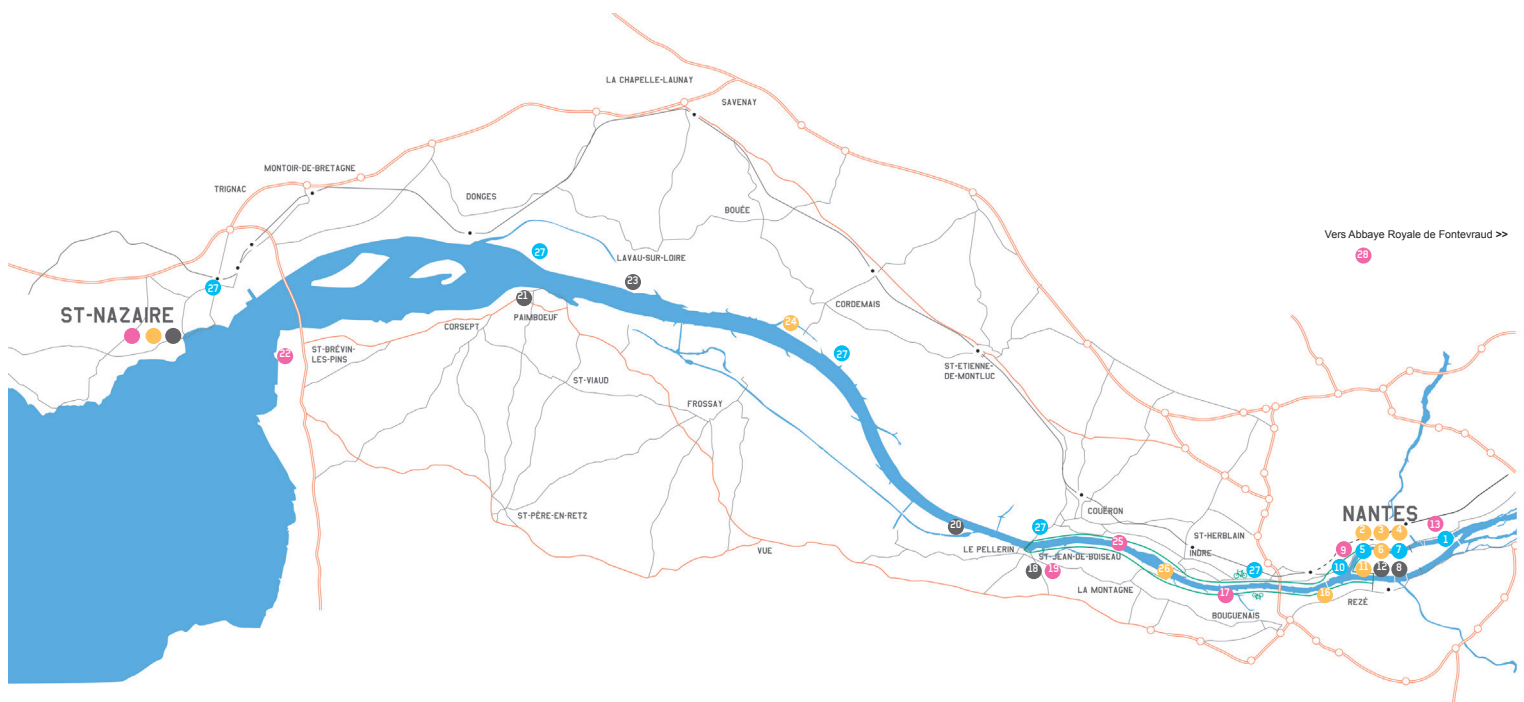 LA CHAPELLE-LAUNAY
SAVENAY
MONTOIR-DE-BRETAGNE
TRIGNAC
DONGES
BOUÉE
Vers Abbaye Royale de Fontevraud >>
28
27
LAVAU-SUR-LOIRE
27
23
21
ST-NAZAIRE
PAIMBOEUF
CORDEMAIS
CORSEPT
24
22
ST-BRÉVIN-
LES-PINS
27
ST-ETIENNE-
DE-MONTLUC
ST-VIAUD
FROSSAY
ST-PÈRE-EN-RETZ
VUE
COUËRON
NANTES
20
27
LE PELLERIN
ST-JEAN-DE-BOISEAU
25
ST-HERBLAIN
INDRE
2
3
4
13
1
9
5
6
7
10
11
12
8
18
19
26
27
LA MONTAGNE
17
16
REZÉ
BOUGUENAIS